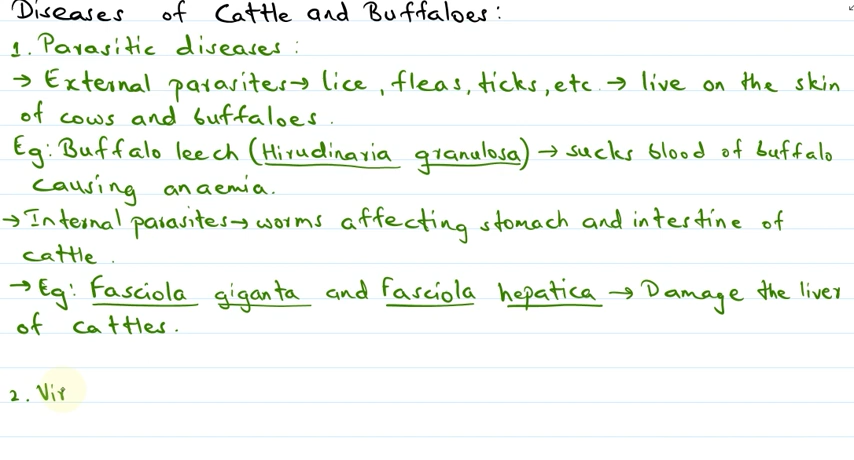 Diseases of Cattle and Buffaloes:
1. Parasitic diseases:
→ External parasites → lice, fleas, ticks, etc. → live on the skin
of cows and buffaloes.
Eg: Buffalo leech (Hirudinaria granulosa) → sucks blood of buffalo
causing anaemia.
→ Internal parasites → worms affecting stomach and intestine of
cattle.
→ Eg: Fasciola giganta and Fasciola hepatica → Damage the liver
of cattles.
2. Vir